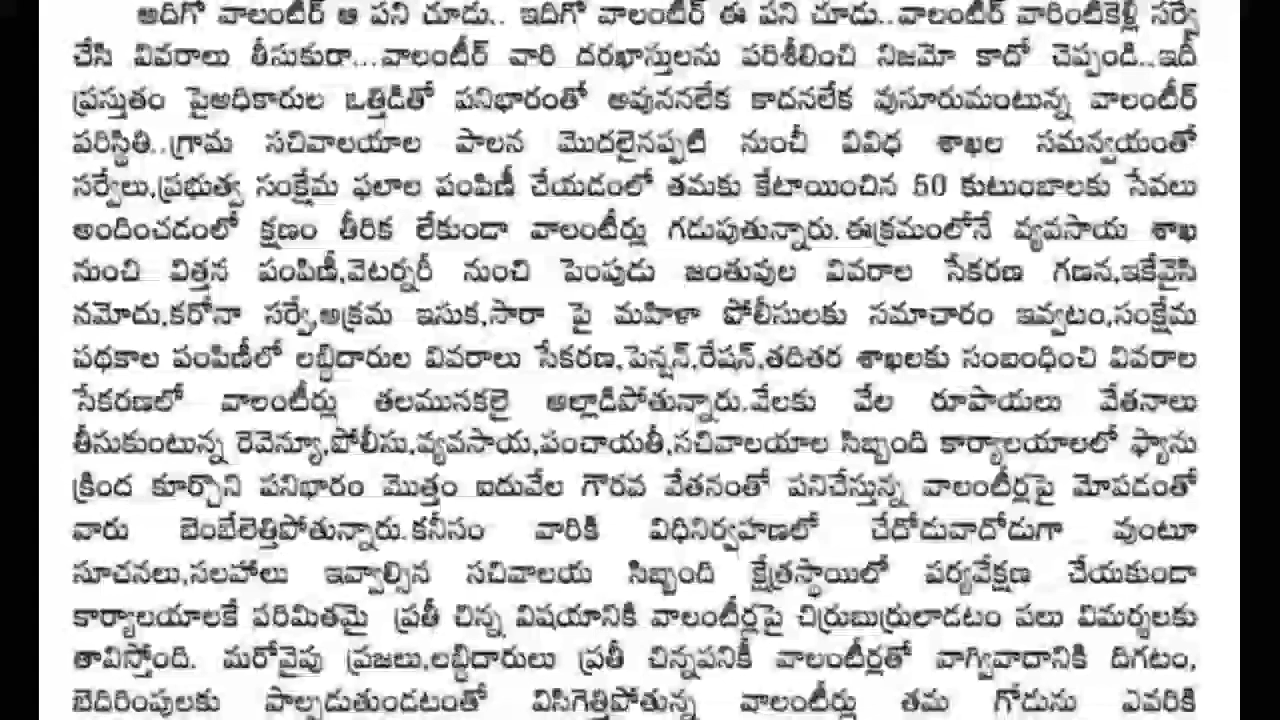 అదిగో వాలంటీర్ ఆ పని చూడు.. ఇదిగో వాలంటీర్ ఈ పని చూడు..వాలంటీర్ వారింటికెళ్లి సర్వే
చేసి వివరాలు తీసుకురా...వాలంటీర్ వారి దరఖాస్తులను పరిశీలించి నిజమో కాదో చెప్పండి..ఇదీ
ప్రస్తుతం పైఅధికారుల ఒత్తిడితో పనిభారంతో అవుననలేక కాదనలేక వుసూరుమంటున్న వాలంటీర్
పరిస్థితి..గ్రామ సచివాలయాల పాలన మొదలైనప్పటి నుంచీ వివిధ శాఖల సమన్వయంతో
సర్వేలు,ప్రభుత్వ సంక్షేమ ఫలాల పంపిణీ చేయడంలో తమకు కేటాయించిన 50 కుటుంబాలకు సేవలు
అందించడంలో క్షణం తీరిక లేకుండా వాలంటీర్లు గడుపుతున్నారు.ఈక్రమంలోనే వ్యవసాయ శాఖ
నుంచి విత్తన పంపిణీ,వెటర్నరీ నుంచి పెంపుడు జంతువుల వివరాల సేకరణ గణన,ఇకేవైసి
నమోదు,కరోనా సర్వే,అక్రమ ఇసుక,సారా పై మహిళా పోలీసులకు సమాచారం ఇవ్వటం,సంక్షేమ
పథకాల పంపిణీలో లబ్ధిదారుల వివరాలు సేకరణ,పెన్షన్,రేషన్,తదితర శాఖలకు సంబంధించి వివరాల
సేకరణలో వాలంటీర్లు తలమునకలై అల్లాడిపోతున్నారు.వేలకు వేల రూపాయలు వేతనాలు
తీసుకుంటున్న రెవెన్యూ,పోలీసు,వ్యవసాయ,పంచాయతీ,సచివాలయాల సిబ్బంది కార్యాలయాలలో ఫ్యాను
క్రింద కూర్చొని పనిభారం మొత్తం ఐదువేల గౌరవ వేతనంతో పనిచేస్తున్న వాలంటీర్లపై మోపడంతో
వారు బెంబేలెత్తిపోతున్నారు.కనీసం వారికి విధినిర్వహణలో చేదోడువాదోడుగా వుంటూ
సూచనలు,సలహాలు ఇవ్వాల్సిన సచివాలయ సిబ్బంది క్షేత్రస్థాయిలో పర్యవేక్షణ చేయకుండా
కార్యాలయాలకే పరిమితమై ప్రతీ చిన్న విషయానికి వాలంటీర్లపై చిర్రుబుర్రులాడటం పలు విమర్శలకు
తావిస్తోంది. మరోవైపు ప్రజలు,లబ్ధిదారులు ప్రతీ చిన్నపనికీ వాలంటీర్లతో వాగ్వివాదానికి దిగటం,
బెదిరింపులకు పాల్పడుతుండటంతో విసిగెత్తిపోతున్న వాలంటీర్లు తమ గోడును ఎవరికి